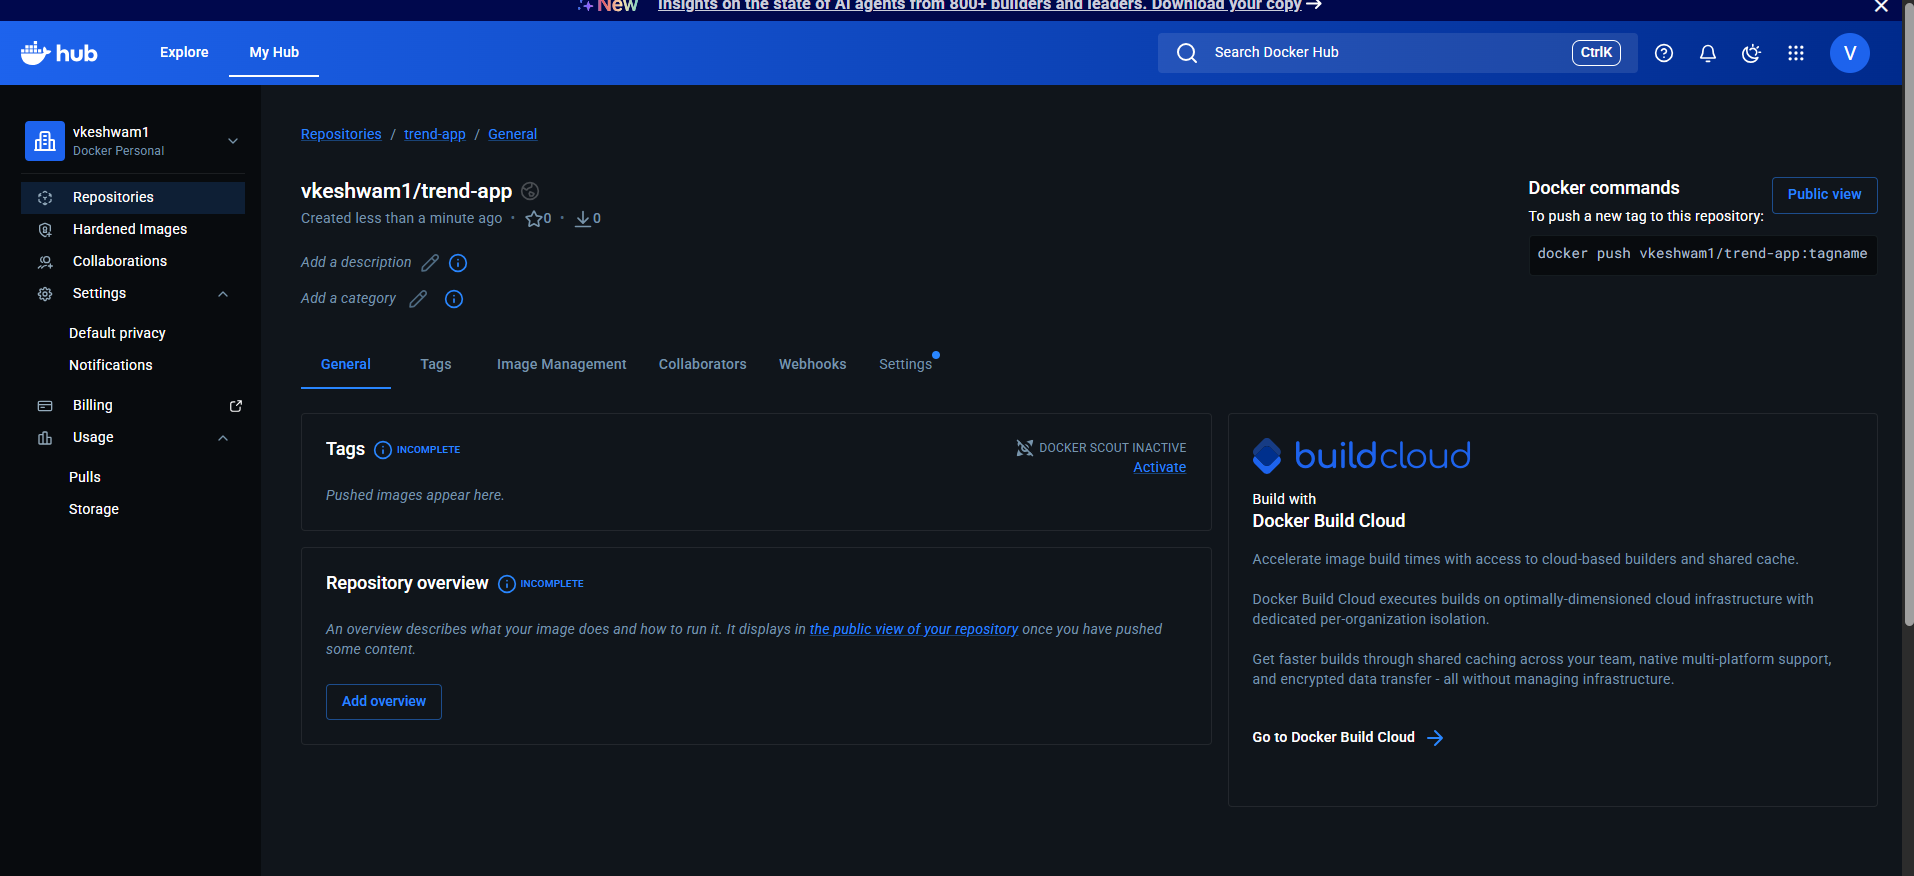 New Insights on the state of AI agents from 800+ builders and leaders. Download your copy →
hub
Explore
My Hub
Search Docker Hub
CtrlK
V
vkeshwam1
Docker Personal
Repositories
Hardened Images
Collaborations
Settings
Default privacy
Notifications
Billing
Usage
Pulls
Storage
Repositories / trend-app / General
vkeshwam1/trend-app
Created less than a minute ago · 0 · 0
Add a description
Add a category
Docker commands
Public view
To push a new tag to this repository:
docker push vkeshwam1/trend-app:tagname
General
Tags
Image Management
Collaborators
Webhooks
Settings
Tags INCOMPLETE
DOCKER SCOUT INACTIVE
Activate
Pushed images appear here.
Repository overview INCOMPLETE
An overview describes what your image does and how to run it. It displays in the public view of your repository once you have pushed
some content.
Add overview
buildcloud
Build with
Docker Build Cloud
Accelerate image build times with access to cloud-based builders and shared cache.
Docker Build Cloud executes builds on optimally-dimensioned cloud infrastructure with
dedicated per-organization isolation.
Get faster builds through shared caching across your team, native multi-platform support,
and encrypted data transfer - all without managing infrastructure.
Go to Docker Build Cloud →